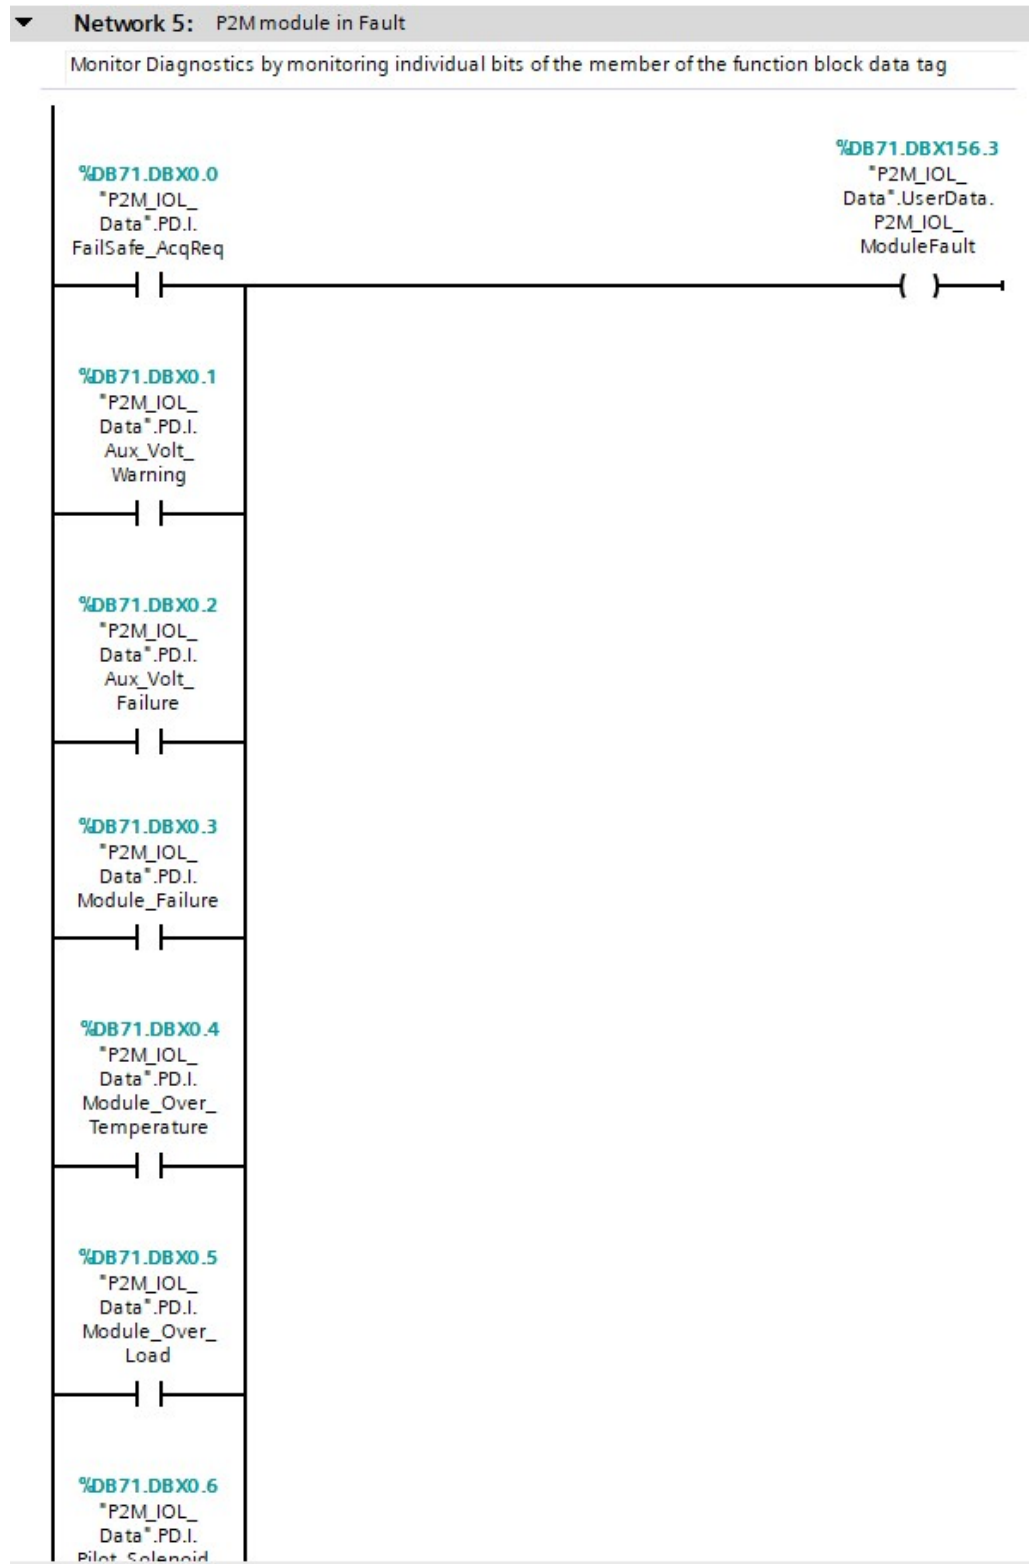 Network 5: P2M module in Fault
Monitor Diagnostics by monitoring individual bits of the member of the function block data tag
%DB71.DBX0.0
"P2M_IOL_
Data".PD.I.
FailSafe_AcqReq
%DB71.DBX156.3
"P2M_IOL_
Data".UserData.
P2M_IOL_
ModuleFault
%DB71.DBX0.1
"P2M_IOL_
Data".PD.I.
Aux_Volt_
Warning
%DB71.DBX0.2
"P2M_IOL_
Data".PD.I.
Aux_Volt_
Failure
%DB71.DBX0.3
"P2M_IOL_
Data".PD.I.
Module_Failure
%DB71.DBX0.4
"P2M_IOL_
Data".PD.I.
Module_Over_
Temperature
%DB71.DBX0.5
"P2M_IOL_
Data".PD.I.
Module_Over_
Load
%DB71.DBX0.6
"P2M_IOL_
Data".PD.I.
Pilot_Solenoid_